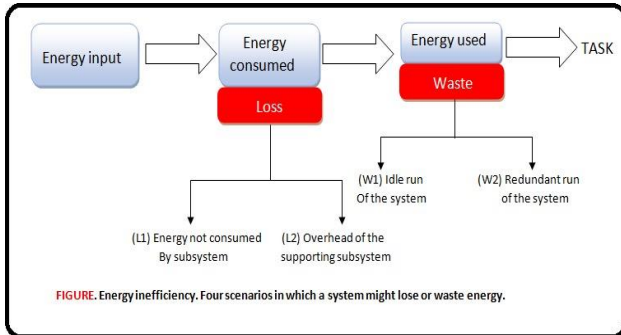 Energy input
Energy
consumed
Loss
Energy used
Waste
TASK
(W1) Idle run
Of the system
(W2) Redundant run
of the system
(L1) Energy not consumed
By subsystem
(L2) Overhead of the
supporting subsystem
FIGURE. Energy inefficiency. Four scenarios in which a system might lose or waste energy.